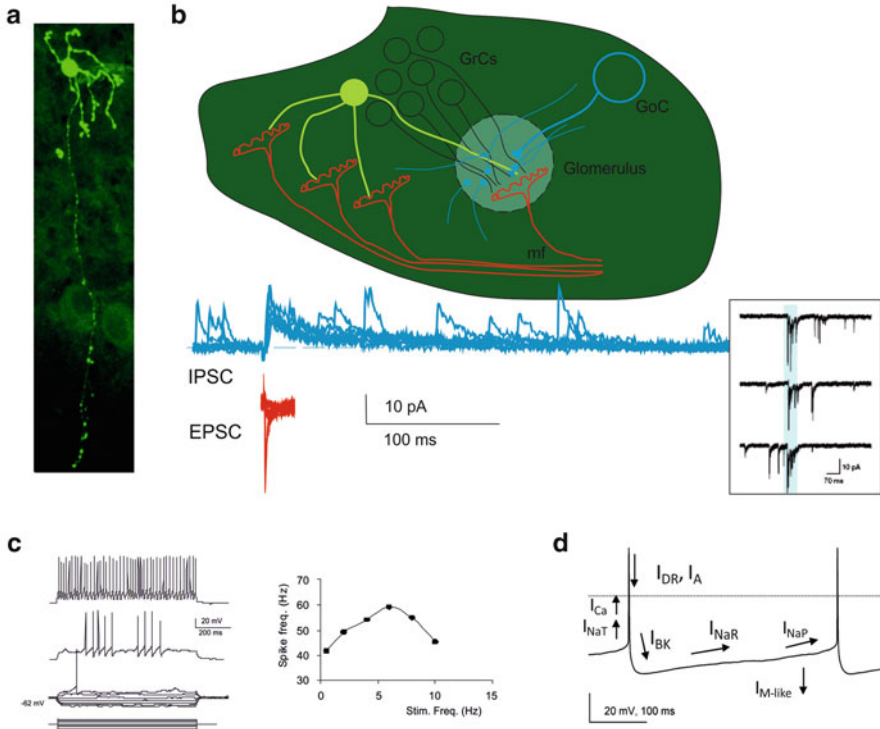 a
b
GrCs
GoC
Glomerulus
mf
IPSC
EPSC
10 pA
100 ms
10 pA
70 ms
c
20 mV
200 ms
-62 mV
Spike freq. (Hz)
70
60
50
40
30
0
5
10
15
Stim. Freq. (Hz)
d
I_DR, I_A
I_Ca
I_NaT
I_BK
I_NaR
I_NaP
I_M-like
20 mV, 100 ms